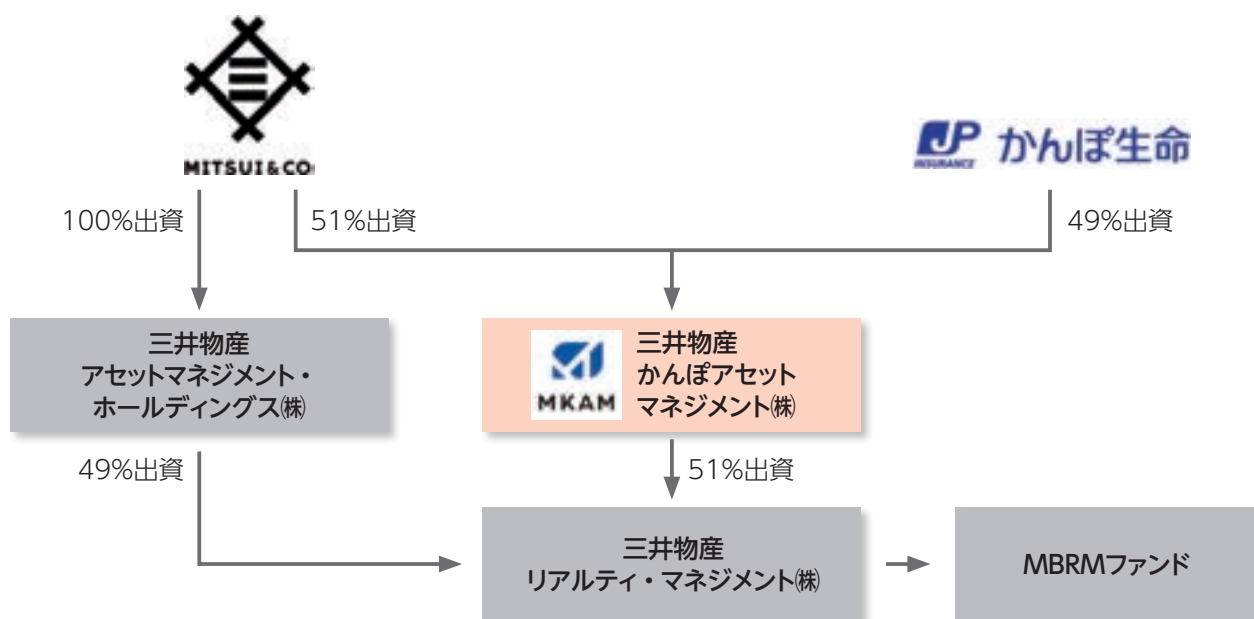 MITSUI & CO
JP INSURANCE かんぽ生命
100%出資
51%出資
49%出資
三井物産
アセットマネジメント・
ホールディングス㈱
MKAM
三井物産
かんぽアセット
マネジメント㈱
49%出資
51%出資
三井物産
リアルティ・マネジメント㈱
MBRMファンド